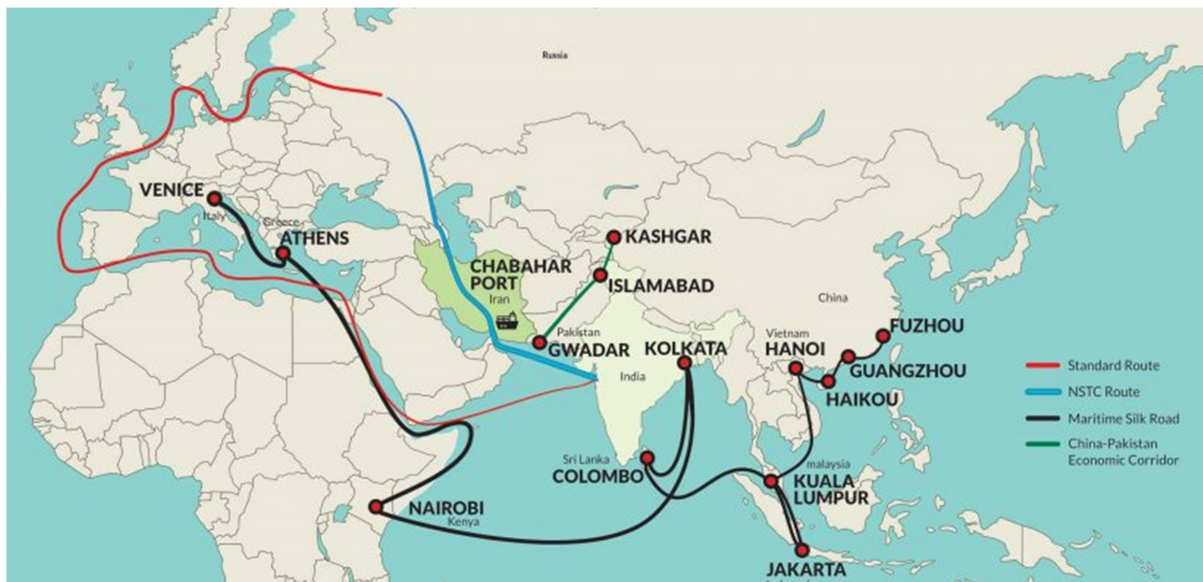 Russia
VENICE
Italy
Greece
ATHENS
CHABAHAR
PORT
Iran
KASHGAR
ISLAMABAD
Pakistan
GWADAR
KOLKATA
India
China
Vietnam
HANOI
FUZHOU
GUANGZHOU
HAIKOU
Sri Lanka
COLOMBO
malaysia
KUALA
LUMPUR
NAIROBI
Kenya
JAKARTA
Standard Route
NSTC Route
Maritime Silk Road
China-Pakistan
Economic Corridor